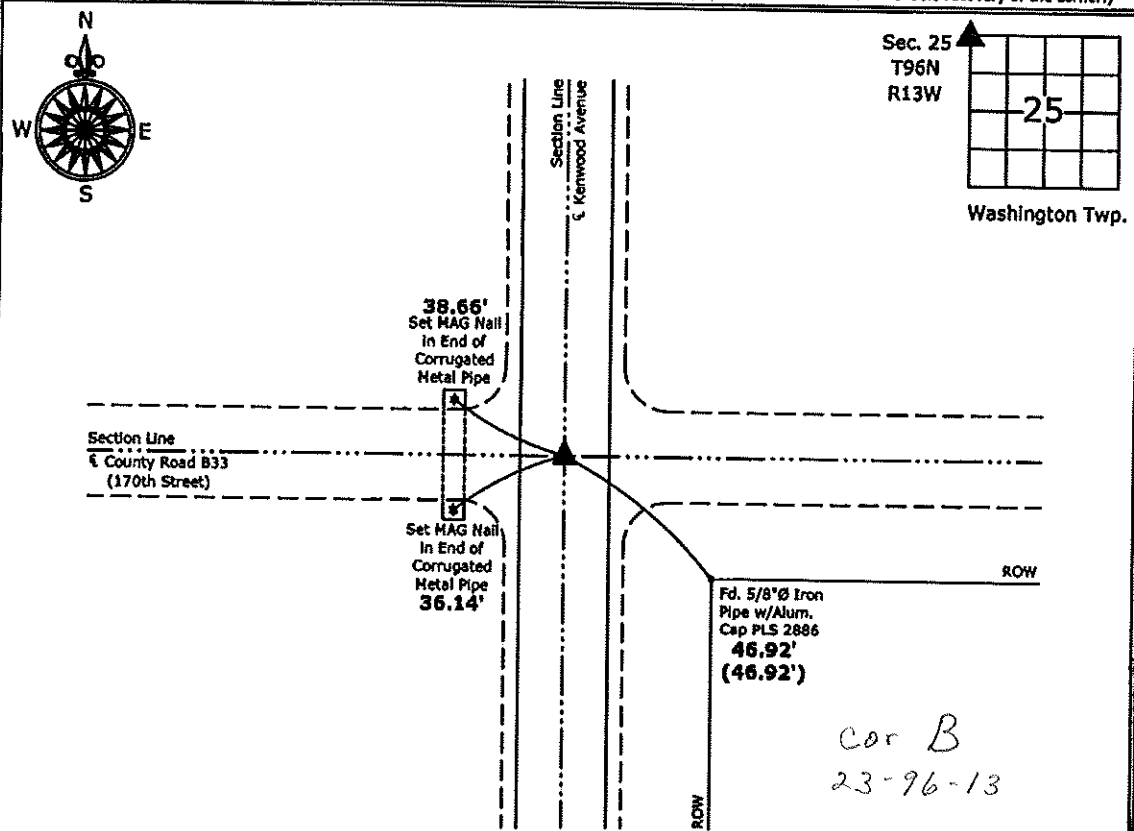 N
W
E
S
Sec. 25
T96N
R13W
25
Washington Twp.
Section Line
℄ Kenwood Avenue
38.66'
Set MAG Nail
in End of
Corrugated
Metal Pipe
Section Line
℄ County Road B33
(170th Street)
Set MAG Nail
in End of
Corrugated
Metal Pipe
36.14'
ROW
Fd. 5/8"Ø Iron
Pipe w/Alum.
Cap PLS 2886
46.92'
(46.92')
ROW
Cor B
23-96-13